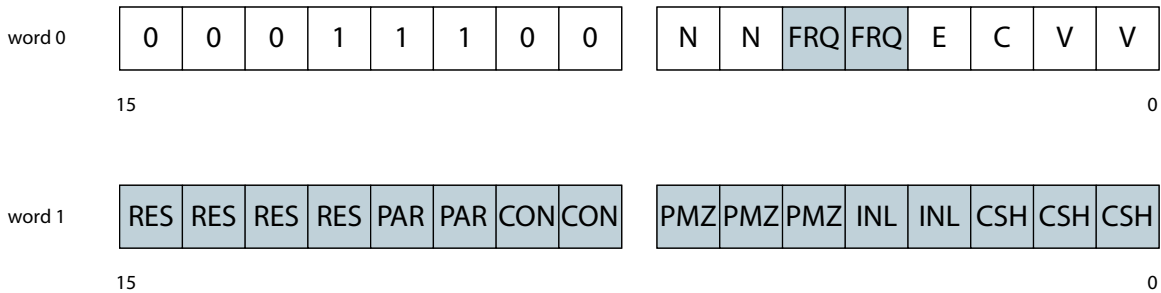 word 0 0 0 0 1 1 1 0 0 N N FRQ FRQ E C V V
15 0
word 1 RES RES RES RES PAR PAR CON CON PMZ PMZ PMZ INL INL CSH CSH CSH
15 0